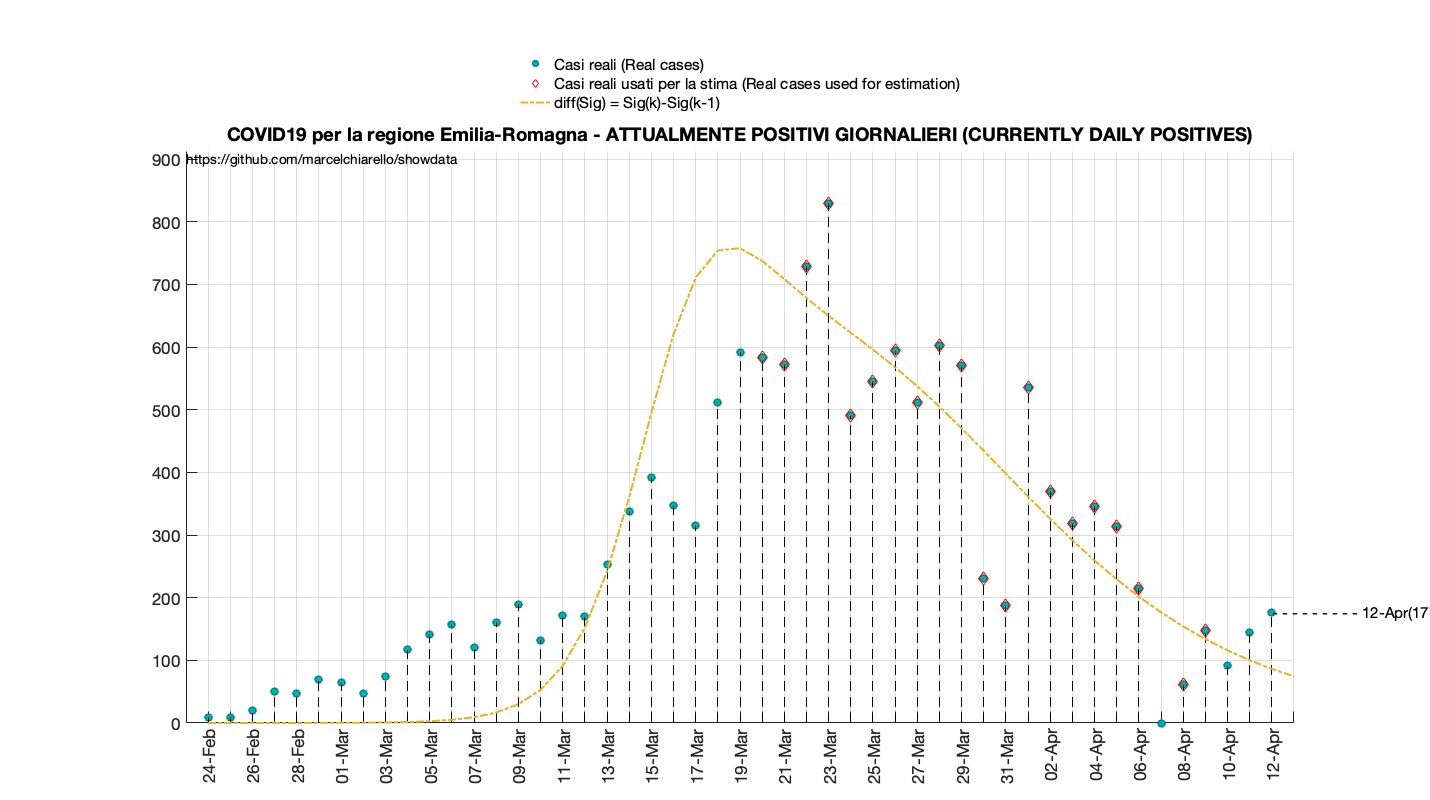 Casi reali (Real cases)
Casi reali usati per la stima (Real cases used for estimation)
diff(Sig) = Sig(k)-Sig(k-1)
COVID19 per la regione Emilia-Romagna - ATTUALMENTE POSITIVI GIORNALIERI (CURRENTLY DAILY POSITIVES)
https://github.com/marcelchiarello/showdata
900
800
700
600
500
400
300
200
100
0
12-Apr(17
24-Feb
26-Feb
28-Feb
01-Mar
03-Mar
05-Mar
07-Mar
09-Mar
11-Mar
13-Mar
15-Mar
17-Mar
19-Mar
21-Mar
23-Mar
25-Mar
27-Mar
29-Mar
31-Mar
02-Apr
04-Apr
06-Apr
08-Apr
10-Apr
12-Apr